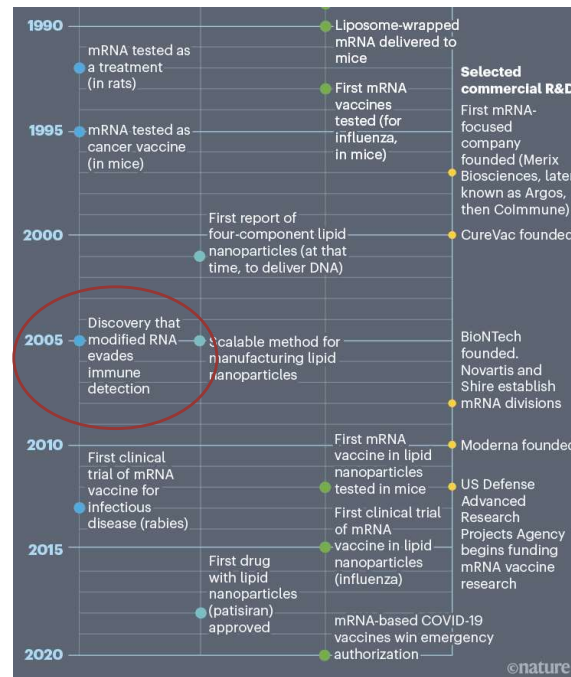 1990
Liposome-wrapped
mRNA delivered to
mice
mRNA tested as
a treatment
(in rats)
First mRNA
vaccines
tested (for
influenza,
in mice)
Selected
commercial R&D
First mRNA-
focused
company
founded (Merix
Biosciences, later
known as Argos,
then CoImmune)
1995
mRNA tested as
cancer vaccine
(in mice)
2000
First report of
four-component lipid
nanoparticles (at that
time, to deliver DNA)
CureVac founded
2005
Discovery that
modified RNA
evades
immune
detection
Scalable method for
manufacturing lipid
nanoparticles
BioNTech
founded.
Novartis and
Shire establish
mRNA divisions
2010
First clinical
trial of mRNA
vaccine for
infectious
disease (rabies)
First mRNA
vaccine in lipid
nanoparticles
tested in mice
Moderna founded
US Defense
Advanced
Research
Projects Agency
begins funding
mRNA vaccine
research
2015
First clinical trial
of mRNA
vaccine in lipid
nanoparticles
(influenza)
First drug
with lipid
nanoparticles
(patisiran)
approved
mRNA-based COVID-19
vaccines win emergency
authorization
2020
©nature